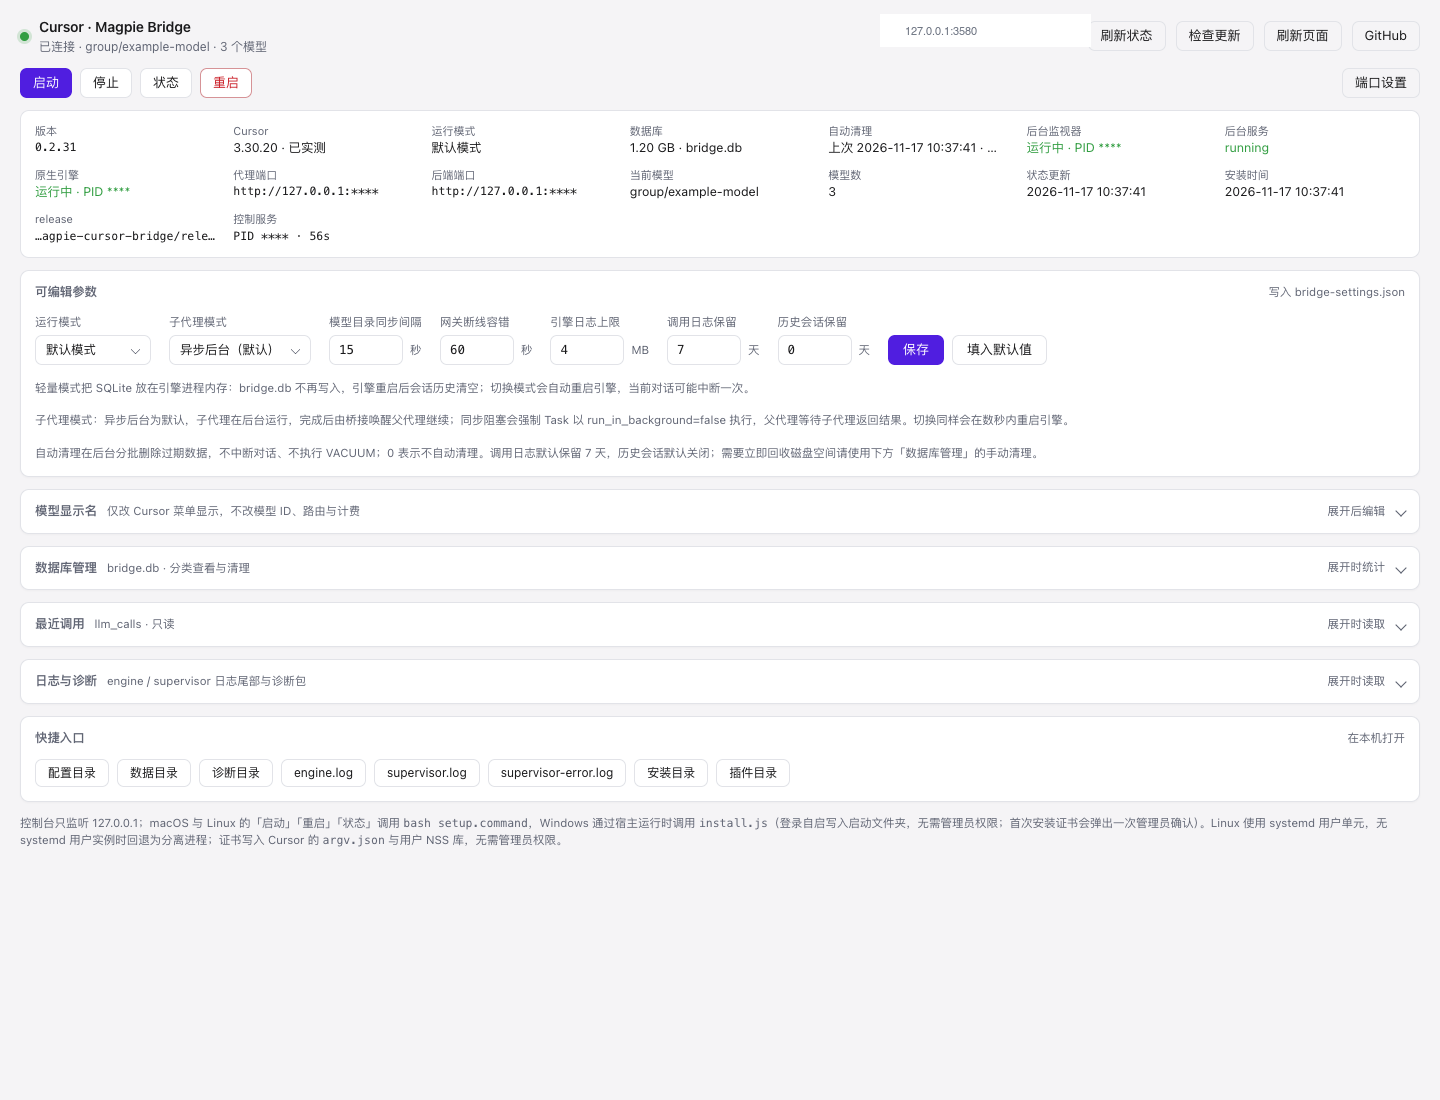 Cursor · Magpie Bridge
已连接 · group/example-model · 3 个模型
127.0.0.1:3580
刷新状态
检查更新
刷新页面
GitHub
启动
停止
状态
重启
端口设置
版本
0.2.31
Cursor
3.30.20 · 已实测
运行模式
默认模式
数据库
1.20 GB · bridge.db
自动清理
上次 2026-11-17 10:37:41 · ...
后台监视器
运行中 · PID ****
后台服务
running
原生引擎
运行中 · PID ****
代理端口
http://127.0.0.1:****
后端端口
http://127.0.0.1:****
当前模型
group/example-model
模型数
3
状态更新
2026-11-17 10:37:41
安装时间
2026-11-17 10:37:41
release
…agpie-cursor-bridge/rele…
控制服务
PID **** · 56s
可编辑参数
写入 bridge-settings.json
运行模式
默认模式
子代理模式
异步后台（默认）
模型目录同步间隔
15 秒
网关断线容错
60 秒
引擎日志上限
4 MB
调用日志保留
7 天
历史会话保留
0 天
保存
填入默认值
轻量模式把 SQLite 放在引擎进程内存：bridge.db 不再写入，引擎重启后会话历史清空；切换模式会自动重启引擎，当前对话可能中断一次。
子代理模式：异步后台为默认，子代理在后台运行，完成后由桥接唤醒父代理继续；同步阻塞会强制 Task 以 run_in_background=false 执行，父代理等待子代理返回结果。切换同样会在数秒内重启引擎。
自动清理在后台分批删除过期数据，不中断对话、不执行 VACUUM；0 表示不自动清理。调用日志默认保留 7 天，历史会话默认关闭；需要立即回收磁盘空间请使用下方「数据库管理」的手动清理。
模型显示名 仅改 Cursor 菜单显示，不改模型 ID、路由与计费
展开后编辑
数据库管理 bridge.db · 分类查看与清理
展开时统计
最近调用 llm_calls · 只读
展开时读取
日志与诊断 engine / supervisor 日志尾部与诊断包
展开时读取
快捷入口
在本机打开
配置目录
数据目录
诊断目录
engine.log
supervisor.log
supervisor-error.log
安装目录
插件目录
控制台只监听 127.0.0.1；macOS 与 Linux 的「启动」「重启」「状态」调用 bash setup.command，Windows 通过宿主运行时调用 install.js（登录自启写入启动文件夹，无需管理员权限；首次安装证书会弹出一次管理员确认）。Linux 使用 systemd 用户单元，无
systemd 用户实例时回退为分离进程；证书写入 Cursor 的 argv.json 与用户 NSS 库，无需管理员权限。